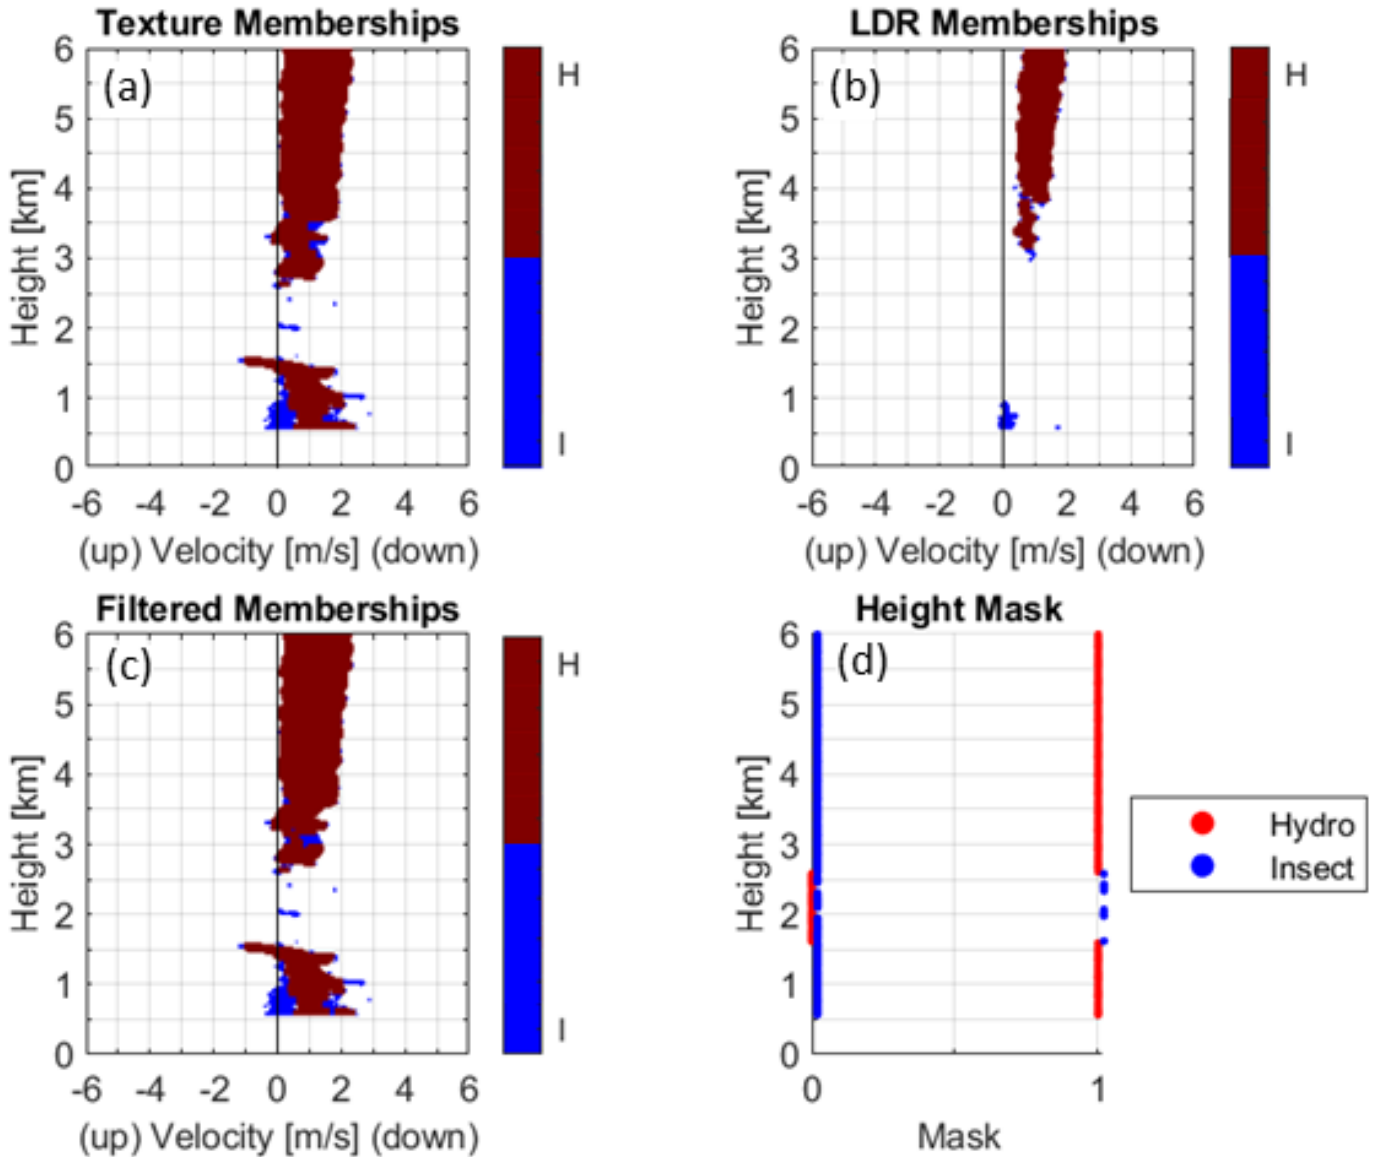 Texture Memberships
(a)
6
5
4
3
2
1
0
Height [km]
-6 -4 -2 0 2 4 6
(up) Velocity [m/s] (down)
H
I
LDR Memberships
(b)
6
5
4
3
2
1
0
Height [km]
-6 -4 -2 0 2 4 6
(up) Velocity [m/s] (down)
H
I
Filtered Memberships
(c)
6
5
4
3
2
1
0
Height [km]
-6 -4 -2 0 2 4 6
(up) Velocity [m/s] (down)
H
I
Height Mask
(d)
6
5
4
3
2
1
0
Height [km]
0 1
Mask
Hydro
Insect